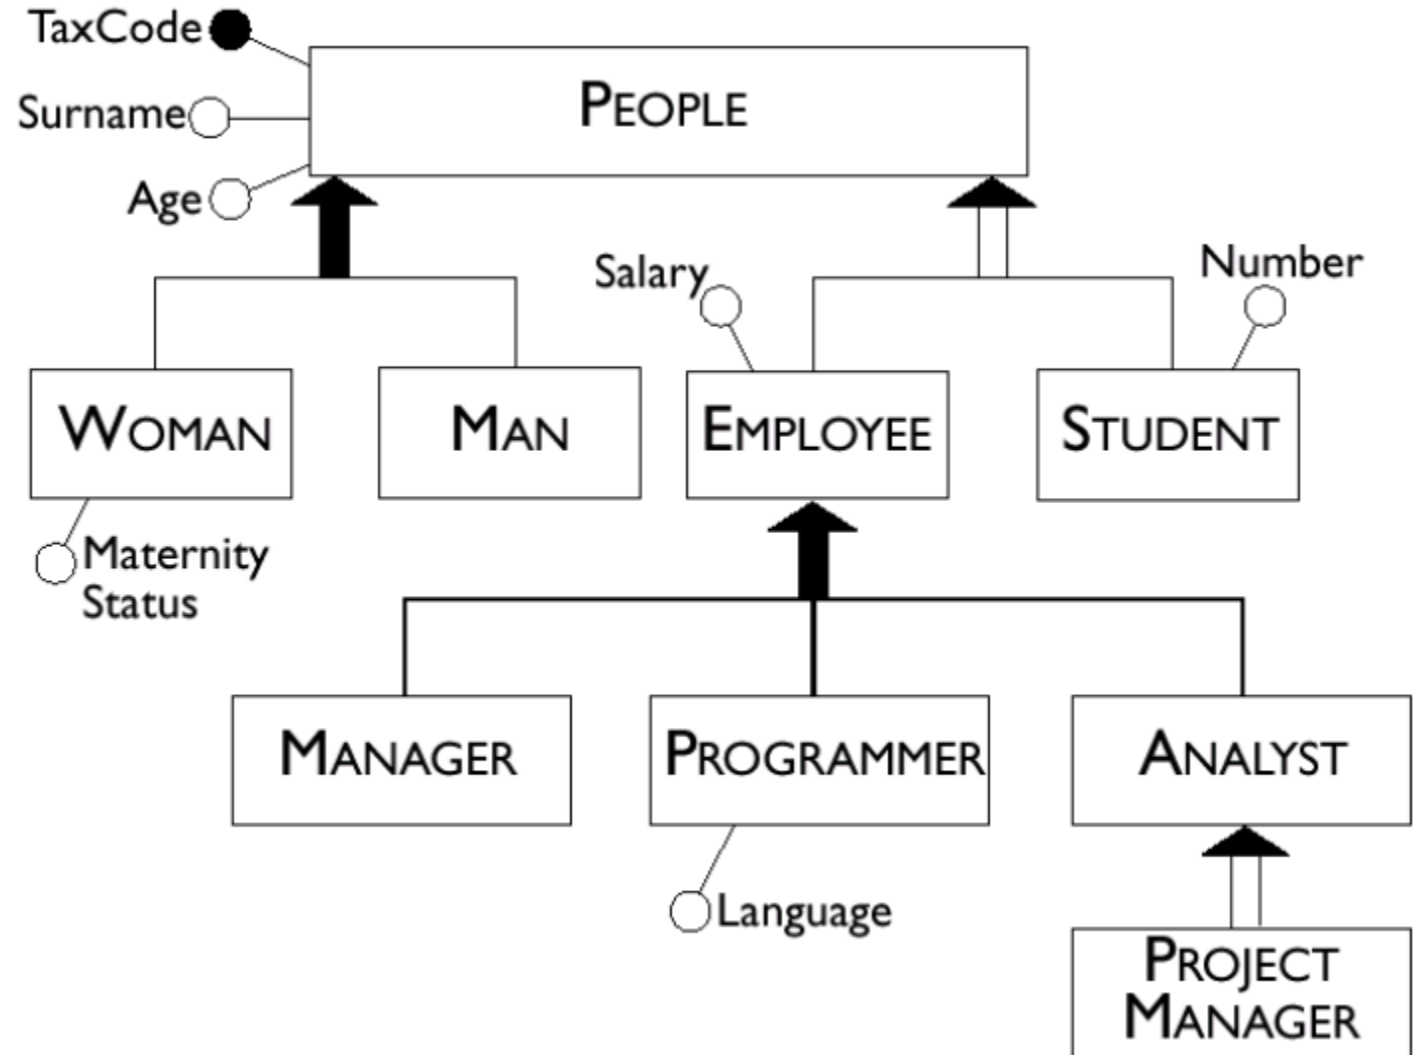 TaxCode
PEOPLE
Surname
Age
Salary
Number
WOMAN
MAN
EMPLOYEE
STUDENT
Maternity
Status
MANAGER
PROGRAMMER
ANALYST
Language
PROJECT
MANAGER